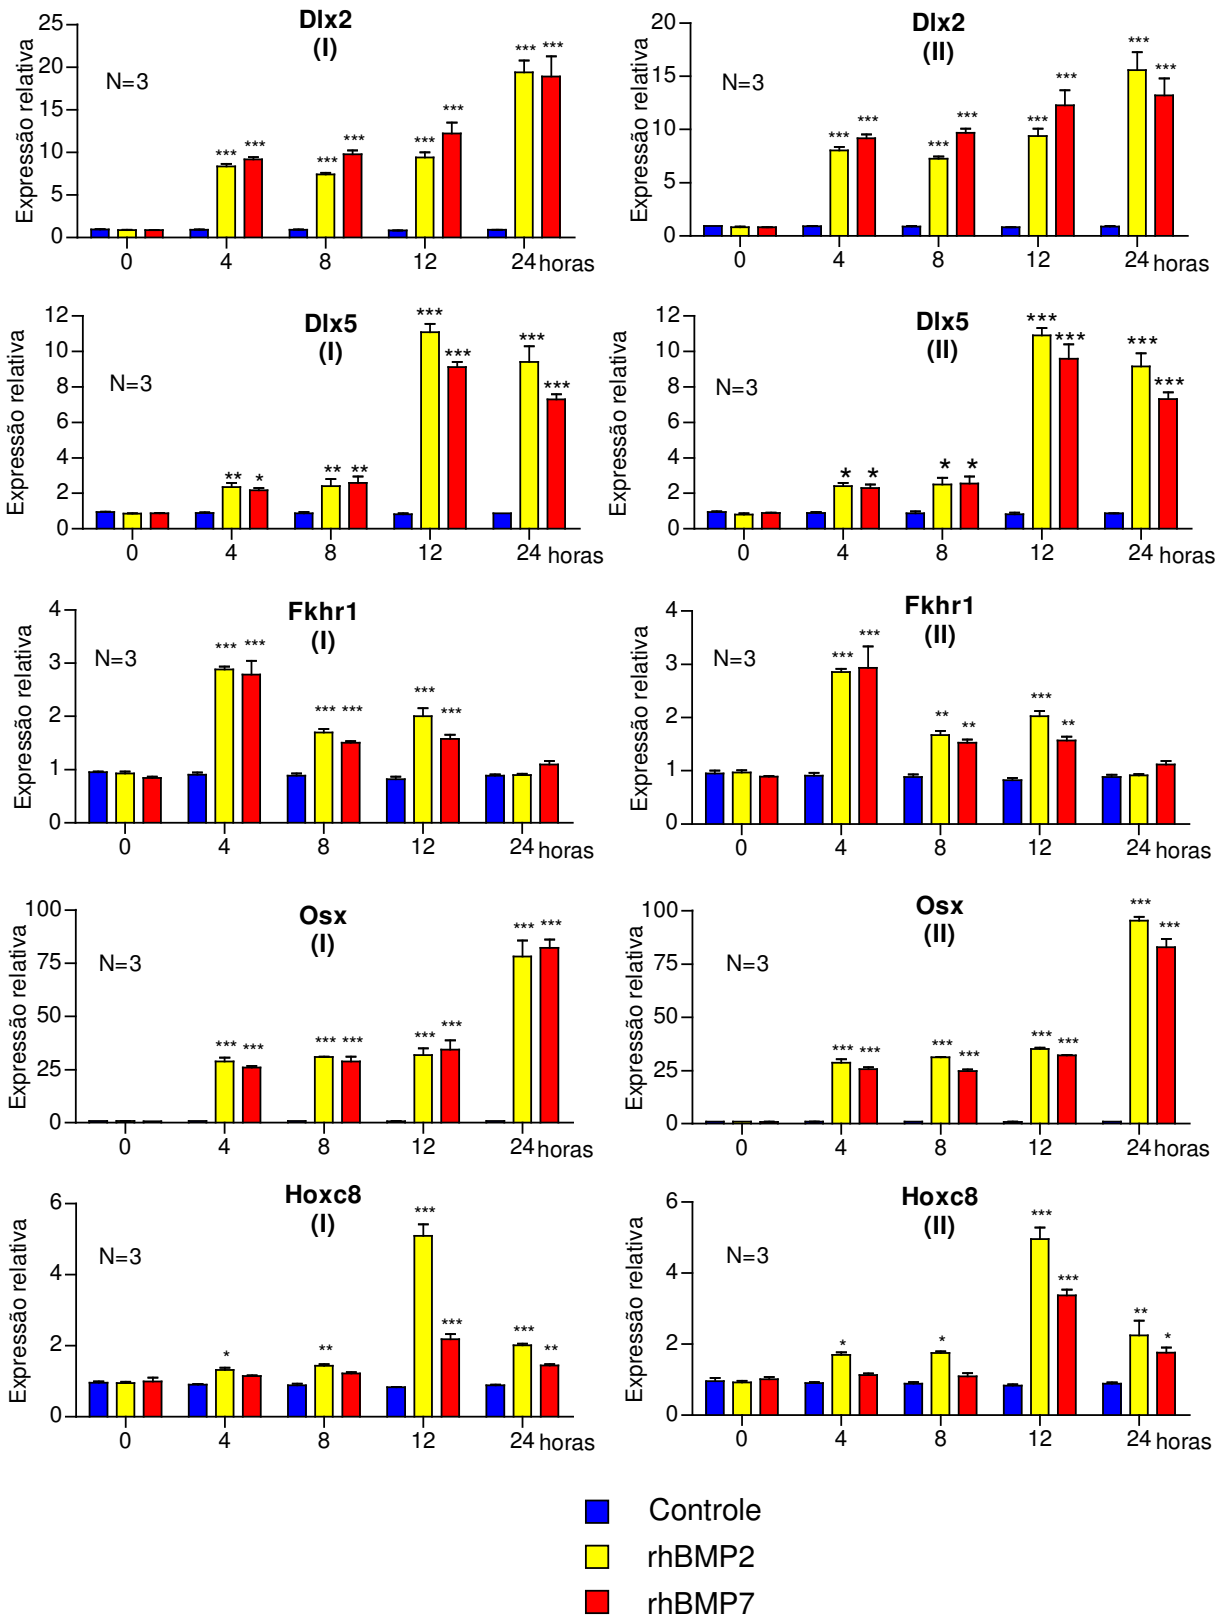 Dlx2
(I)
N=3
Expressão relativa
25
20
15
10
5
0
*** ***
*** ***
*** ***
*** ***
0 4 8 12 24 horas
Dlx2
(II)
N=3
Expressão relativa
20
15
10
5
0
*** ***
*** ***
*** ***
*** ***
0 4 8 12 24 horas
Dlx5
(I)
N=3
Expressão relativa
12
10
8
6
4
2
0
** *
** **
*** ***
*** ***
0 4 8 12 24 horas
Dlx5
(II)
N=3
Expressão relativa
12
10
8
6
4
2
0
* *
* *
*** ***
*** ***
0 4 8 12 24 horas
Fkhr1
(I)
N=3
Expressão relativa
4
3
2
1
0
*** ***
*** ***
*** ***
0 4 8 12 24 horas
Fkhr1
(II)
N=3
Expressão relativa
4
3
2
1
0
*** ***
** **
*** **
0 4 8 12 24 horas
Osx
(I)
N=3
Expressão relativa
100
75
50
25
0
*** ***
*** ***
*** ***
*** ***
0 4 8 12 24 horas
Osx
(II)
N=3
Expressão relativa
100
75
50
25
0
*** ***
*** ***
*** ***
*** ***
0 4 8 12 24 horas
Hoxc8
(I)
N=3
Expressão relativa
6
4
2
0
*
**
*** ***
*** **
0 4 8 12 24 horas
Hoxc8
(II)
N=3
Expressão relativa
6
4
2
0
*
*
*** ***
** *
0 4 8 12 24 horas
Controle
rhBMP2
rhBMP7